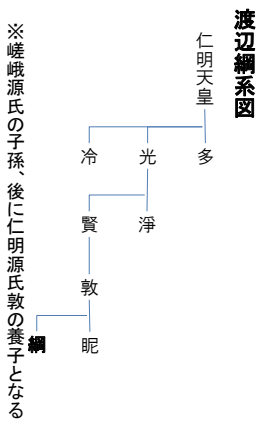 渡辺綱系図
仁明天皇
多
光
冷
淨
賢
敦
昵
綱
※嵯峨源氏の子孫、後に仁明源氏敦の養子となる